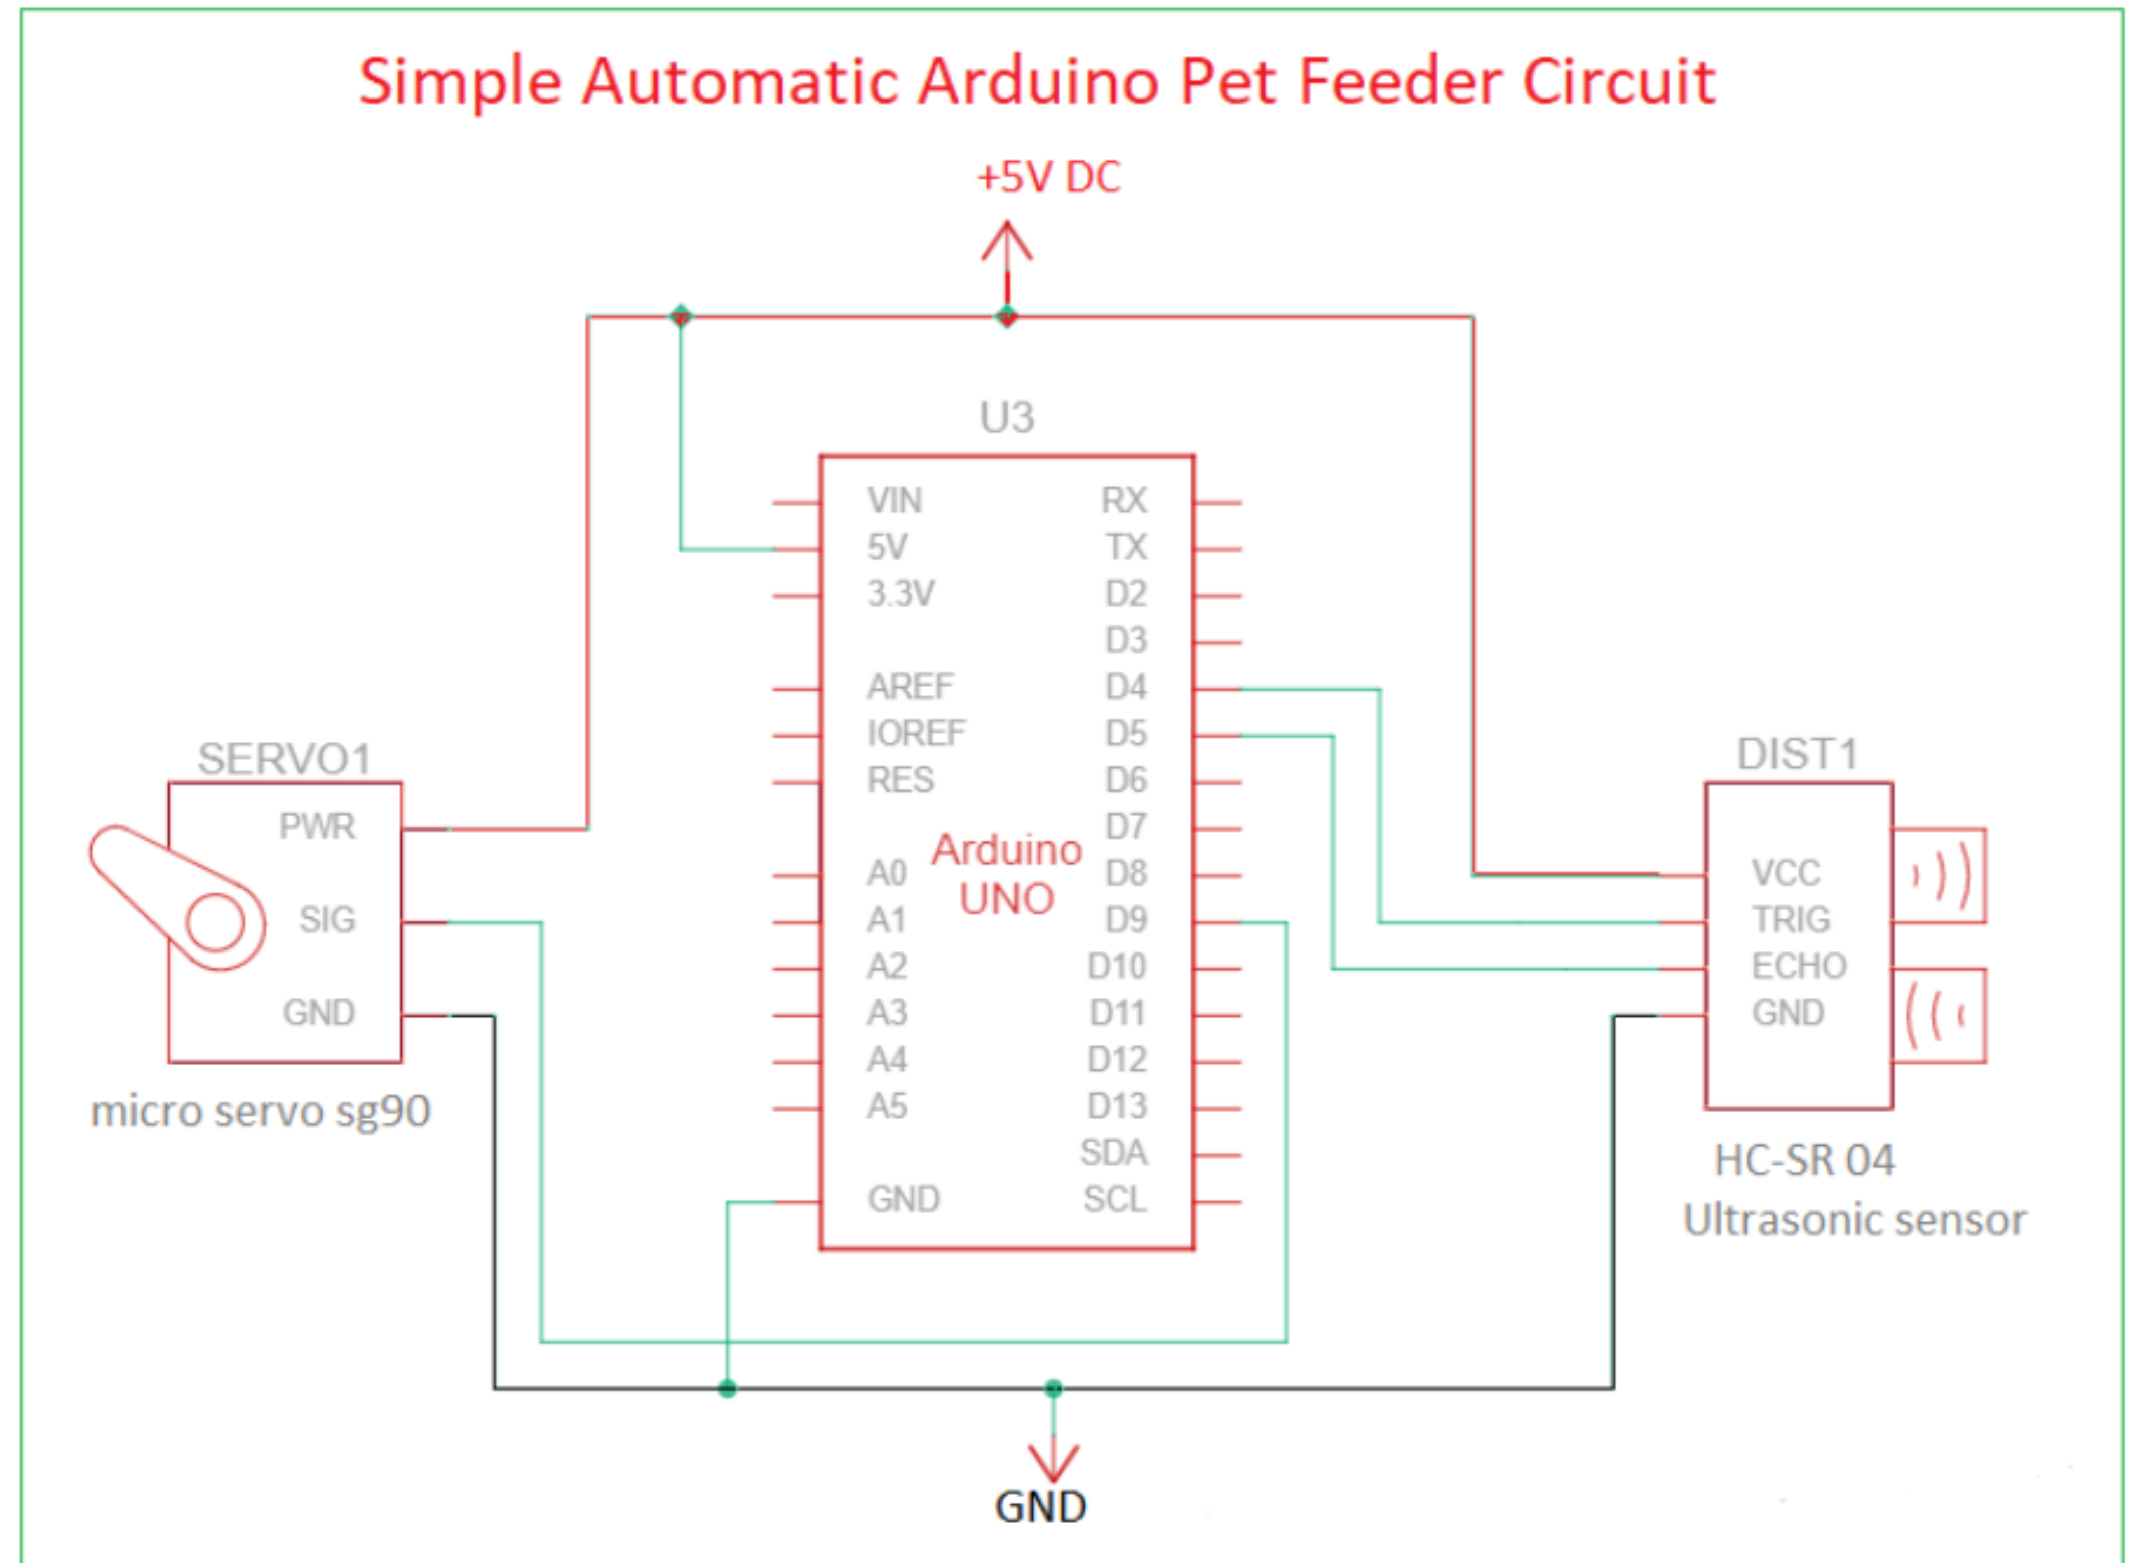 Simple Automatic Arduino Pet Feeder Circuit
+5V DC
U3
VIN
5V
3.3V
AREF
IOREF
RES
A0
A1
A2
A3
A4
A5
GND
RX
TX
D2
D3
D4
D5
D6
D7
D8
D9
D10
D11
D12
D13
SDA
SCL
Arduino
UNO
SERVO1
PWR
SIG
GND
micro servo sg90
DIST1
VCC
TRIG
ECHO
GND
HC-SR 04
Ultrasonic sensor
GND